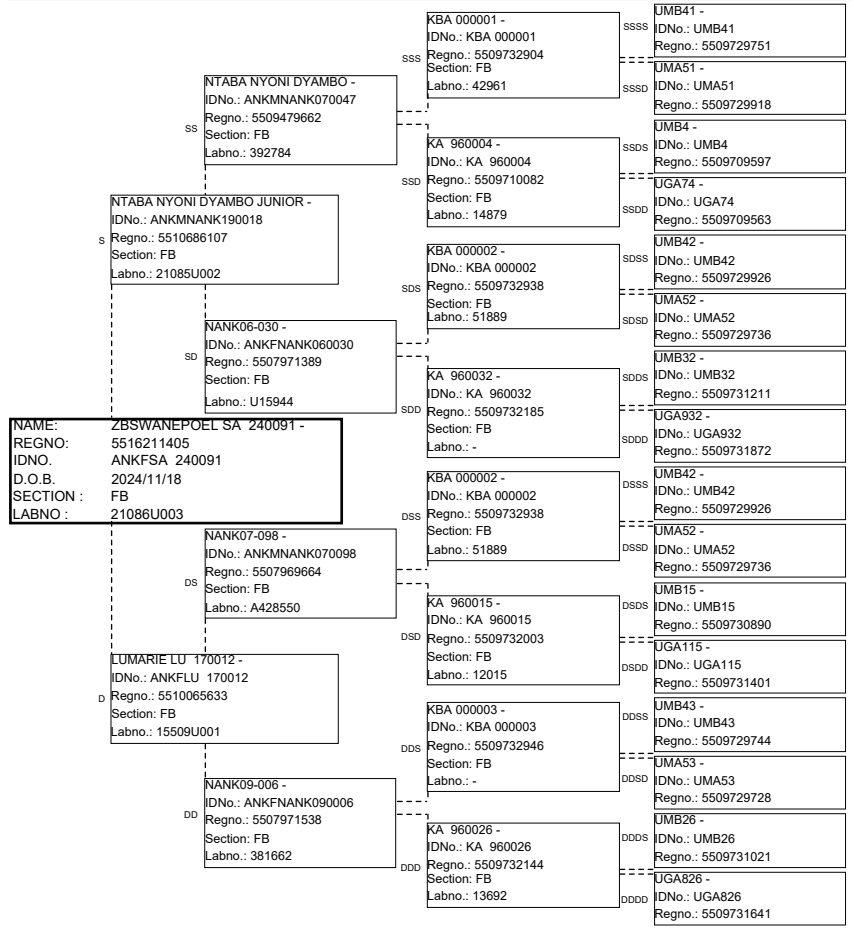 NAME: ZBSWANEPOEL SA 240091 -
REGNO: 5516211405
IDNO. ANKFSA 240091
D.O.B. 2024/11/18
SECTION : FB
LABNO : 21086U003
S
NTABA NYONI DYAMBO JUNIOR -
IDNo.: ANKMNANK190018
Regno.: 5510686107
Section: FB
Labno.: 21085U002
D
LUMARIE LU 170012 -
IDNo.: ANKFLU 170012
Regno.: 5510065633
Section: FB
Labno.: 15509U001
SS
NTABA NYONI DYAMBO -
IDNo.: ANKMNANK070047
Regno.: 5509479662
Section: FB
Labno.: 392784
SD
NANK06-030 -
IDNo.: ANKFNANK060030
Regno.: 5507971389
Section: FB
Labno.: U15944
DS
NANK07-098 -
IDNo.: ANKMNANK070098
Regno.: 5507969664
Section: FB
Labno.: A428550
DD
NANK09-006 -
IDNo.: ANKFNANK090006
Regno.: 5507971538
Section: FB
Labno.: 381662
SSS
KBA 000001 -
IDNo.: KBA 000001
Regno.: 5509732904
Section: FB
Labno.: 42961
SSD
KA 960004 -
IDNo.: KA 960004
Regno.: 5509710082
Section: FB
Labno.: 14879
SDS
KBA 000002 -
IDNo.: KBA 000002
Regno.: 5509732938
Section: FB
Labno.: 51889
SDD
KA 960032 -
IDNo.: KA 960032
Regno.: 5509732185
Section: FB
Labno.: -
DSS
KBA 000002 -
IDNo.: KBA 000002
Regno.: 5509732938
Section: FB
Labno.: 51889
DSD
KA 960015 -
IDNo.: KA 960015
Regno.: 5509732003
Section: FB
Labno.: 12015
DDS
KBA 000003 -
IDNo.: KBA 000003
Regno.: 5509732946
Section: FB
Labno.: -
DDD
KA 960026 -
IDNo.: KA 960026
Regno.: 5509732144
Section: FB
Labno.: 13692
SSSS
UMB41 -
IDNo.: UMB41
Regno.: 5509729751
SSSD
UMA51 -
IDNo.: UMA51
Regno.: 5509729918
SSDS
UMB4 -
IDNo.: UMB4
Regno.: 5509709597
SSDD
UGA74 -
IDNo.: UGA74
Regno.: 5509709563
SDSS
UMB42 -
IDNo.: UMB42
Regno.: 5509729926
SDSD
UMA52 -
IDNo.: UMA52
Regno.: 5509729736
SDDS
UMB32 -
IDNo.: UMB32
Regno.: 5509731211
SDDD
UGA932 -
IDNo.: UGA932
Regno.: 5509731872
DSSS
UMB42 -
IDNo.: UMB42
Regno.: 5509729926
DSSD
UMA52 -
IDNo.: UMA52
Regno.: 5509729736
DSDS
UMB15 -
IDNo.: UMB15
Regno.: 5509730890
DSDD
UGA115 -
IDNo.: UGA115
Regno.: 5509731401
DDSS
UMB43 -
IDNo.: UMB43
Regno.: 5509729744
DDSD
UMA53 -
IDNo.: UMA53
Regno.: 5509729728
DDDS
UMB26 -
IDNo.: UMB26
Regno.: 5509731021
DDDD
UGA826 -
IDNo.: UGA826
Regno.: 5509731641